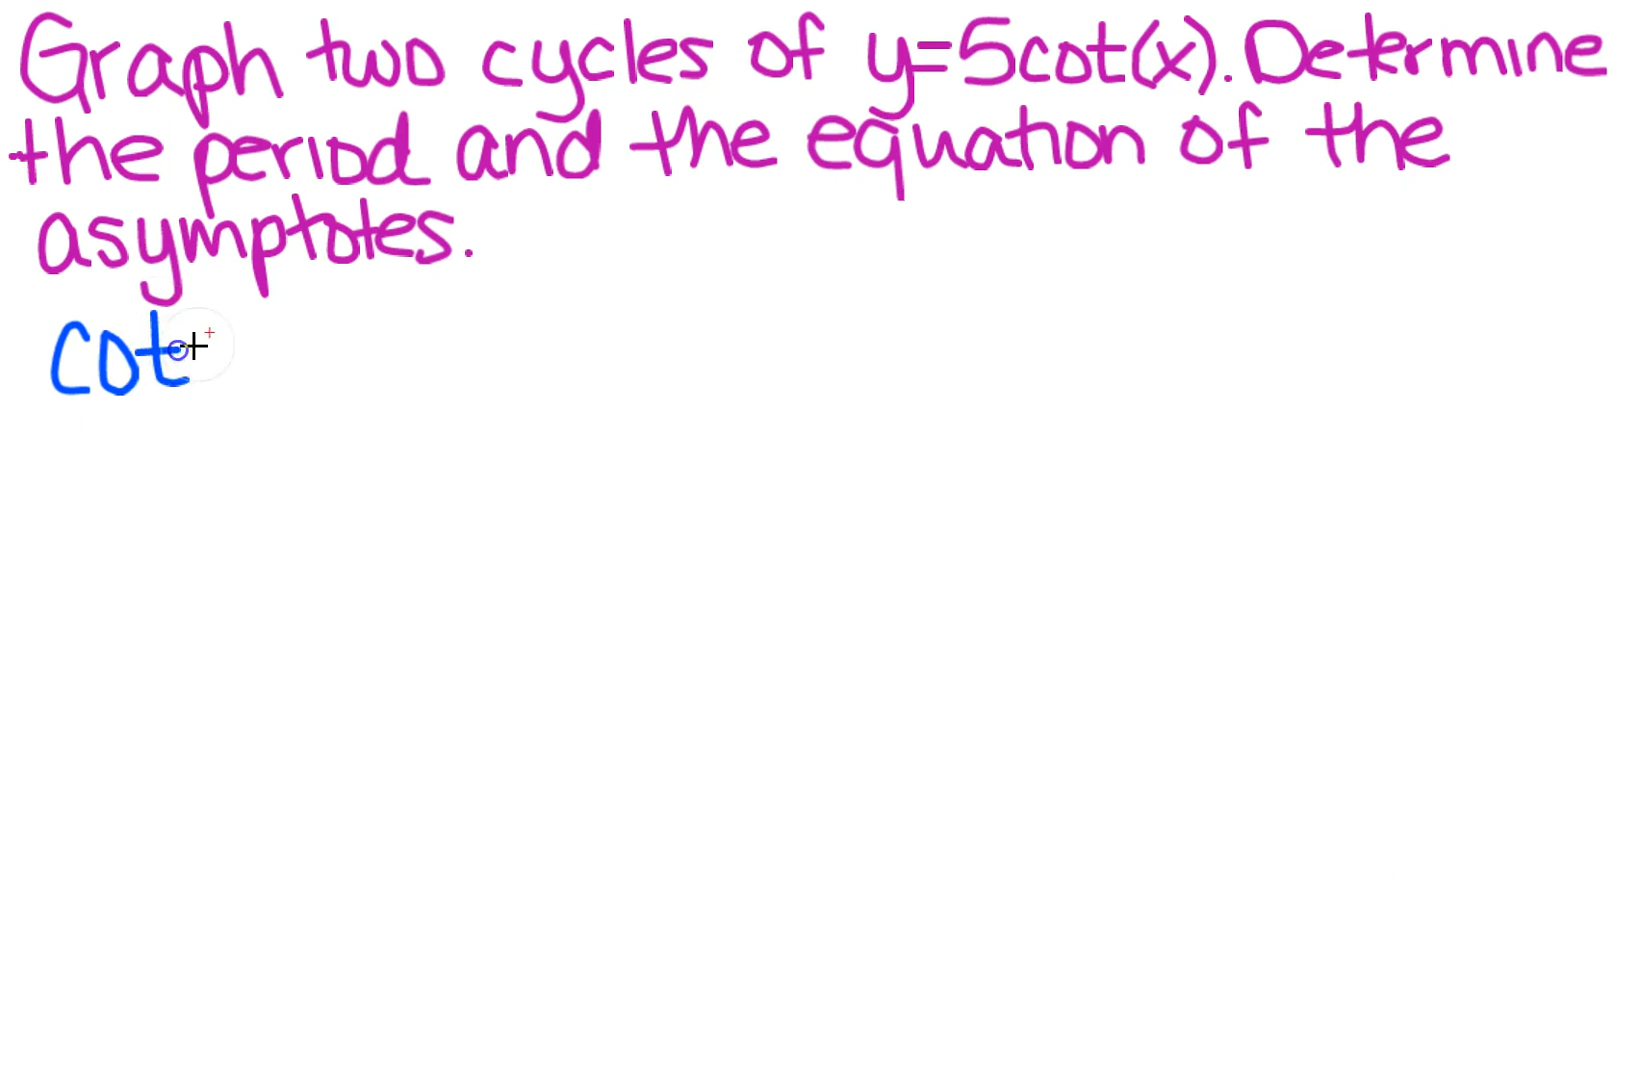 Graph two cycles of y=5cot(x). Determine
the period and the equation of the
asymptotes.
cot